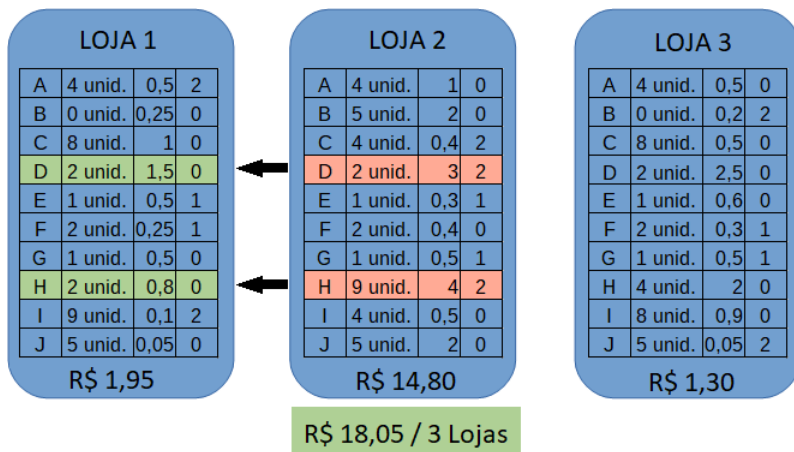 LOJA 1
A 4 unid. 0,5 2
B 0 unid. 0,25 0
C 8 unid. 1 0
D 2 unid. 1,5 0
E 1 unid. 0,5 1
F 2 unid. 0,25 1
G 1 unid. 0,5 0
H 2 unid. 0,8 0
I 9 unid. 0,1 2
J 5 unid. 0,05 0
R$ 1,95
LOJA 2
A 4 unid. 1 0
B 5 unid. 2 0
C 4 unid. 0,4 2
D 2 unid. 3 2
E 1 unid. 0,3 1
F 2 unid. 0,4 0
G 1 unid. 0,5 1
H 9 unid. 4 2
I 4 unid. 0,5 0
J 5 unid. 2 0
R$ 14,80
LOJA 3
A 4 unid. 0,5 0
B 0 unid. 0,2 2
C 8 unid. 0,5 0
D 2 unid. 2,5 0
E 1 unid. 0,6 0
F 2 unid. 0,3 1
G 1 unid. 0,5 1
H 4 unid. 2 0
I 8 unid. 0,9 0
J 5 unid. 0,05 2
R$ 1,30
R$ 18,05 / 3 Lojas